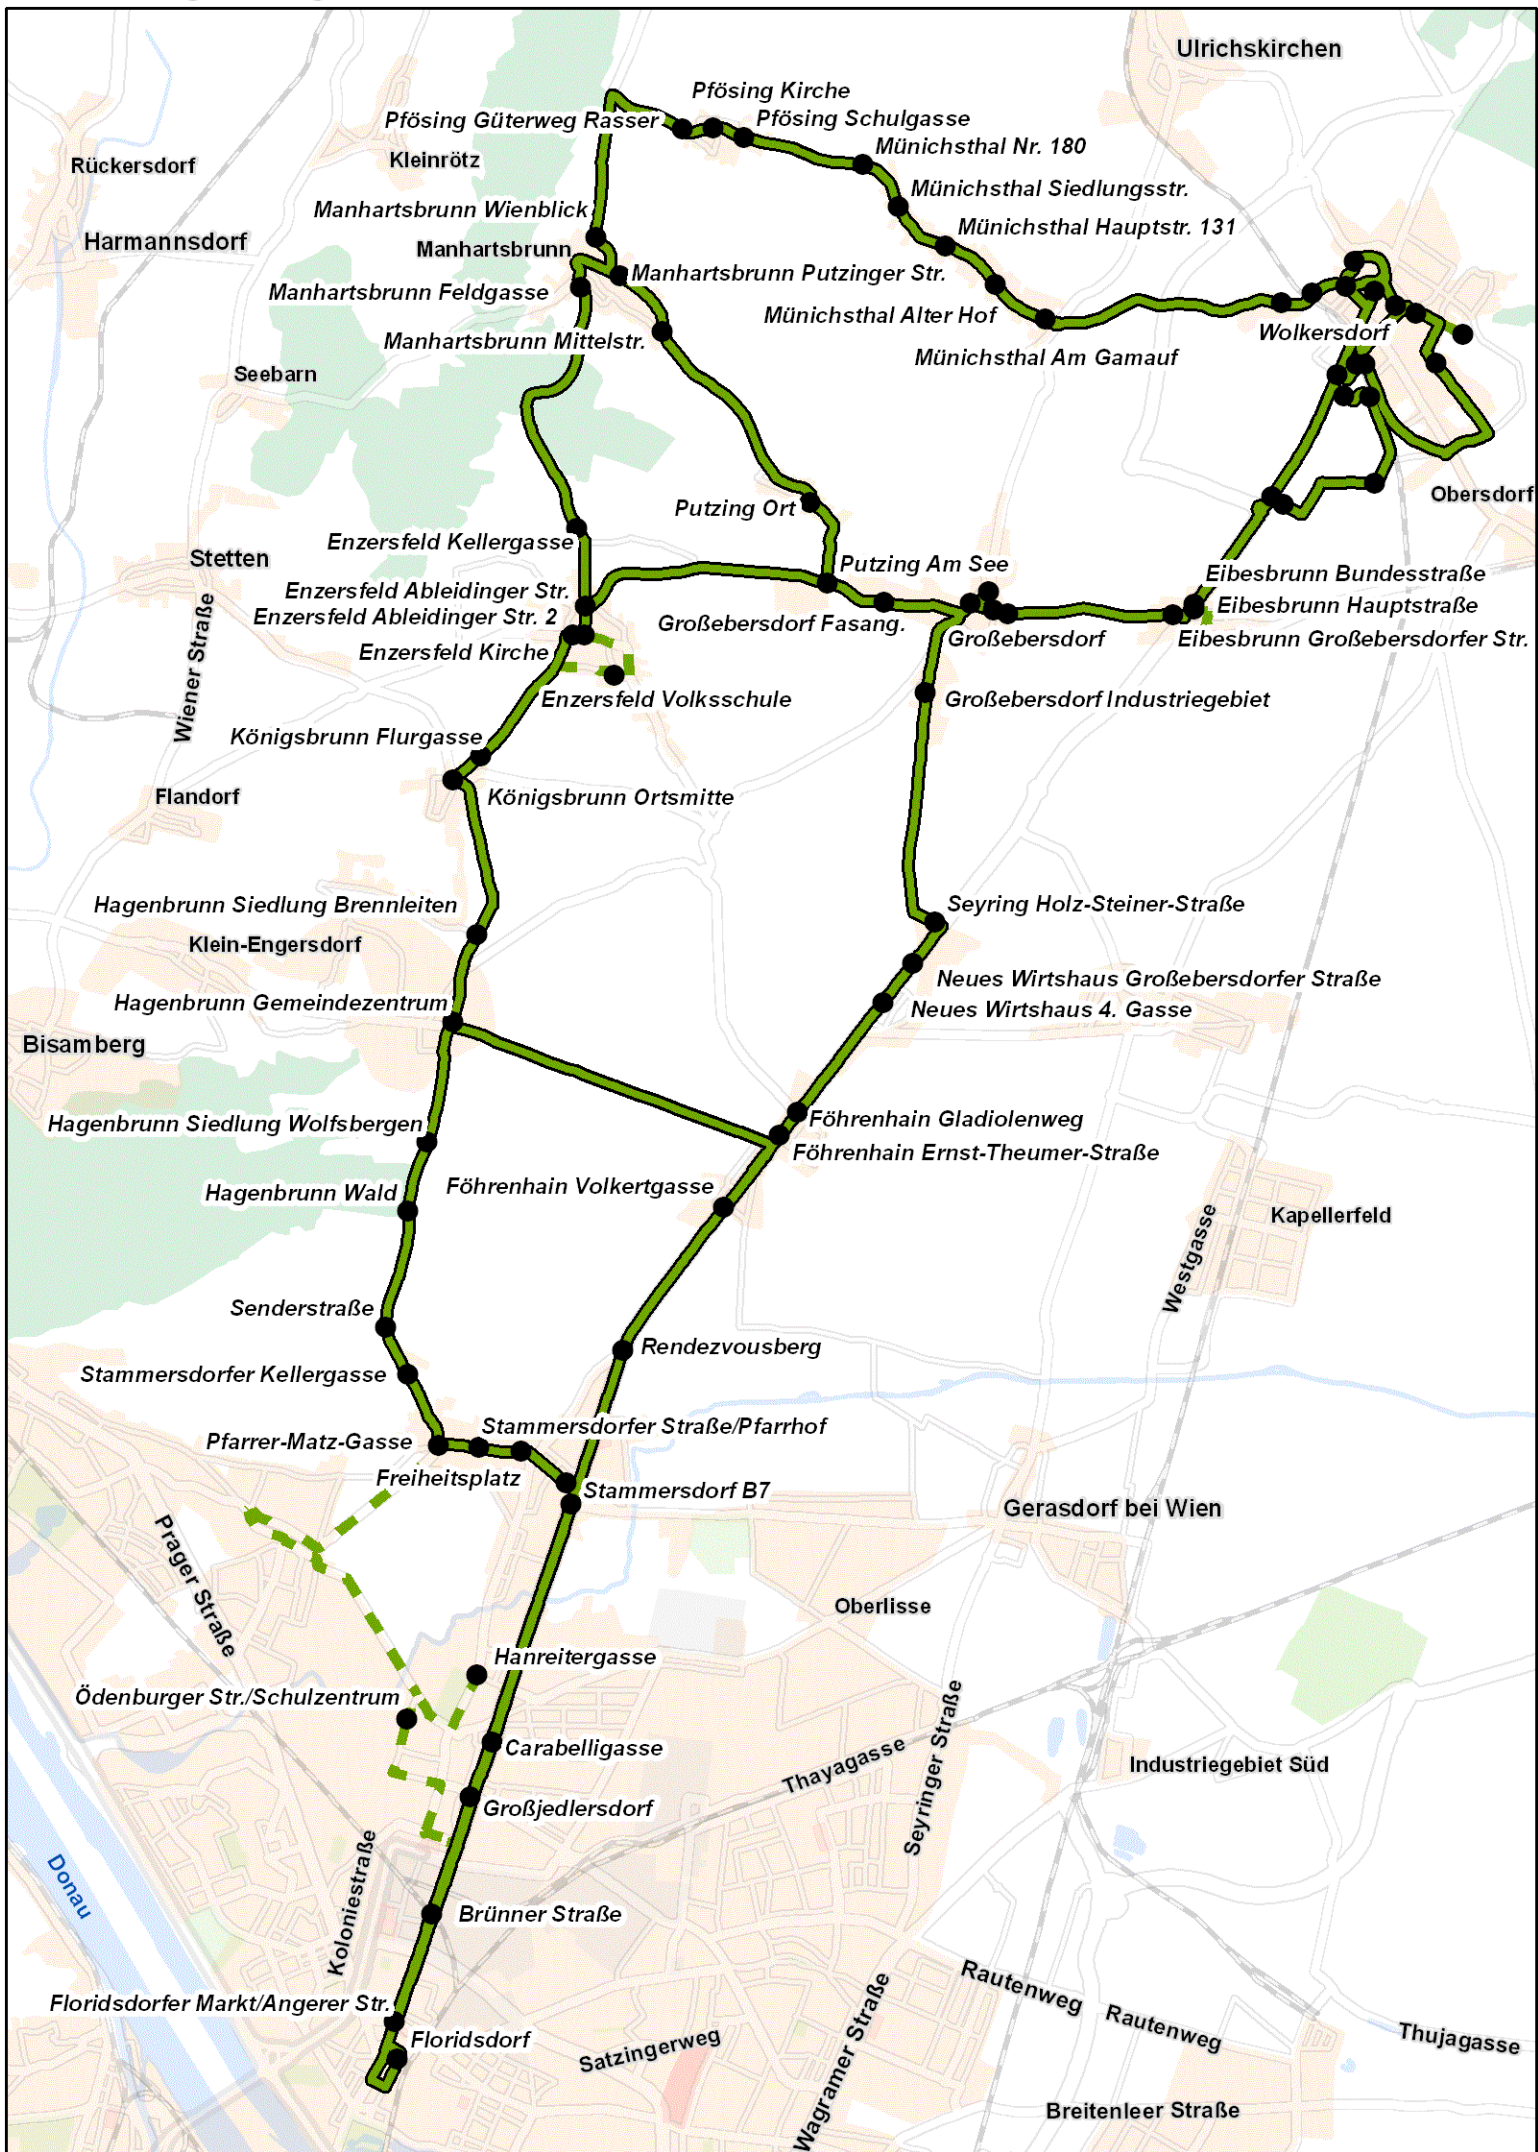 Ulrichskirchen
Pfösing Kirche
Pfösing Güterweg Rasser
Pfösing Schulgasse
Münichsthal Nr. 180
Kleinrötz
Rückersdorf
Münichsthal Siedlungsstr.
Manhartsbrunn Wienblick
Münichsthal Hauptstr. 131
Harmannsdorf
Manhartsbrunn
Manhartsbrunn Putzinger Str.
Manhartsbrunn Feldgasse
Münichsthal Alter Hof
Wolkersdorf
Manhartsbrunn Mittelstr.
Münichsthal Am Gamauf
Seebarn
Obersdorf
Putzing Ort
Enzersfeld Kellergasse
Stetten
Putzing Am See
Eibesbrunn Bundesstraße
Enzersfeld Ableidinger Str.
Eibesbrunn Hauptstraße
Enzersfeld Ableidinger Str. 2
Großebersdorf Fasang.
Großebersdorf
Eibesbrunn Großebersdorfer Str.
Enzersfeld Kirche
Wiener Straße
Enzersfeld Volksschule
Großebersdorf Industriegebiet
Königsbrunn Flurgasse
Flandorf
Königsbrunn Ortsmitte
Hagenbrunn Siedlung Brennleiten
Seyring Holz-Steiner-Straße
Klein-Engersdorf
Neues Wirtshaus Großebersdorfer Straße
Hagenbrunn Gemeindezentrum
Neues Wirtshaus 4. Gasse
Bisamberg
Hagenbrunn Siedlung Wolfsbergen
Föhrenhain Gladiolenweg
Föhrenhain Ernst-Theumer-Straße
Hagenbrunn Wald
Föhrenhain Volkertgasse
Kapellerfeld
Westgasse
Senderstraße
Rendezvousberg
Stammersdorfer Kellergasse
Stammersdorfer Straße/Pfarrhof
Pfarrer-Matz-Gasse
Freiheitsplatz
Stammersdorf B7
Gerasdorf bei Wien
Prager Straße
Oberlisse
Hanreitergasse
Ödenburger Str./Schulzentrum
Carabelligasse
Thayagasse
Seyringer Straße
Industriegebiet Süd
Großjedlersdorf
Donau
Koloniestraße
Brünner Straße
Rautenweg
Rautenweg
Floridsdorfer Markt/Angerer Str.
Floridsdorf
Satzingerweg
Wagramer Straße
Thujagasse
Breitenleer Straße